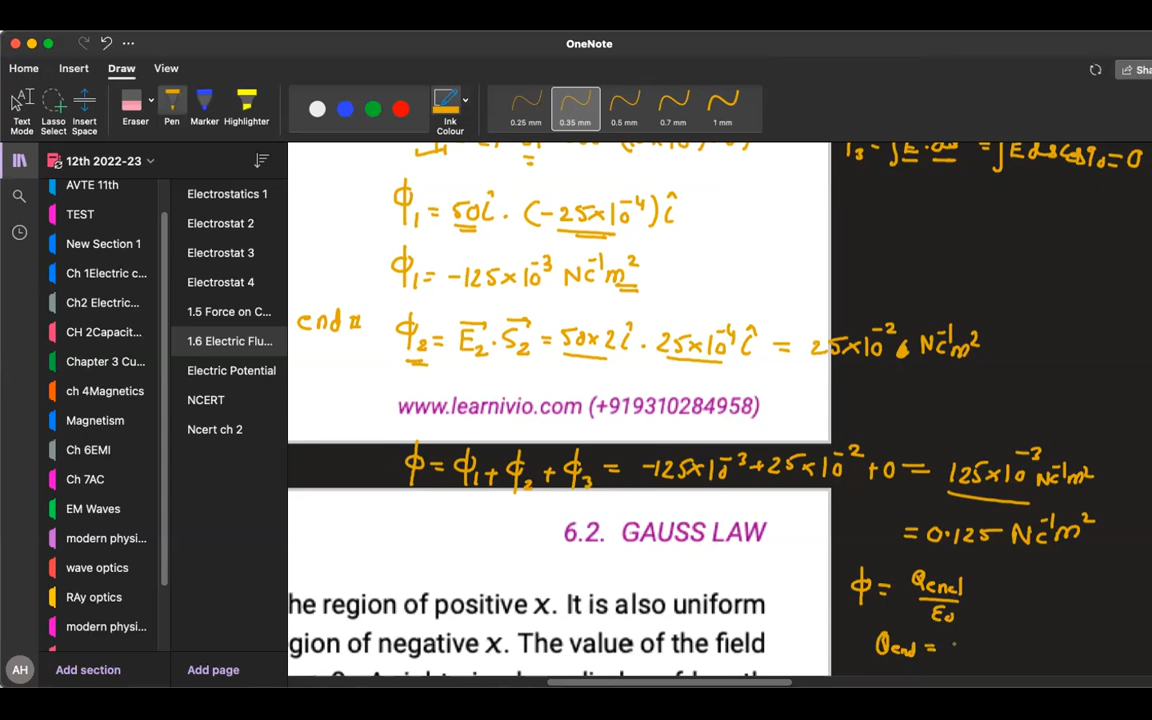 OneNote
Home Insert Draw View
Sha
Text Mode
Lasso Select
Insert Space
Eraser
Pen
Marker
Highlighter
Ink Colour
0.25 mm
0.35 mm
0.5 mm
0.7 mm
1 mm
12th 2022-23
AVTE 11th
TEST
New Section 1
Ch 1Electric c...
Ch2 Electric...
CH 2Capacit...
Chapter 3 Cu...
ch 4Magnetics
Magnetism
Ch 6EMI
Ch 7AC
EM Waves
modern physi...
wave optics
RAy optics
modern physi...
Add section
AH
Electrostatics 1
Electrostat 2
Electrostat 3
Electrostat 4
1.5 Force on C...
1.6 Electric Flu...
Electric Potential
NCERT
Ncert ch 2
Add page
= ∫E ds cos 90 = 0
ϕ₁ = 50î · (-25×10⁻⁴)î
ϕ₁ = -125×10⁻³ NC⁻¹m²
end II ϕ₂ = E₂⃗ · S₂⃗ = 50×2î · 25×10⁻⁴î = 25×10⁻² NC⁻¹m²
www.learnivio.com (+919310284958)
ϕ = ϕ₁ + ϕ₂ + ϕ₃ = -125×10⁻³ + 25×10⁻² + 0 = 125×10⁻³ NC⁻¹m²
= 0.125 NC⁻¹m²
6.2. GAUSS LAW
ϕ = Qencl / ε₀
he region of positive x. It is also uniform
Qencl =
gion of negative x. The value of the field